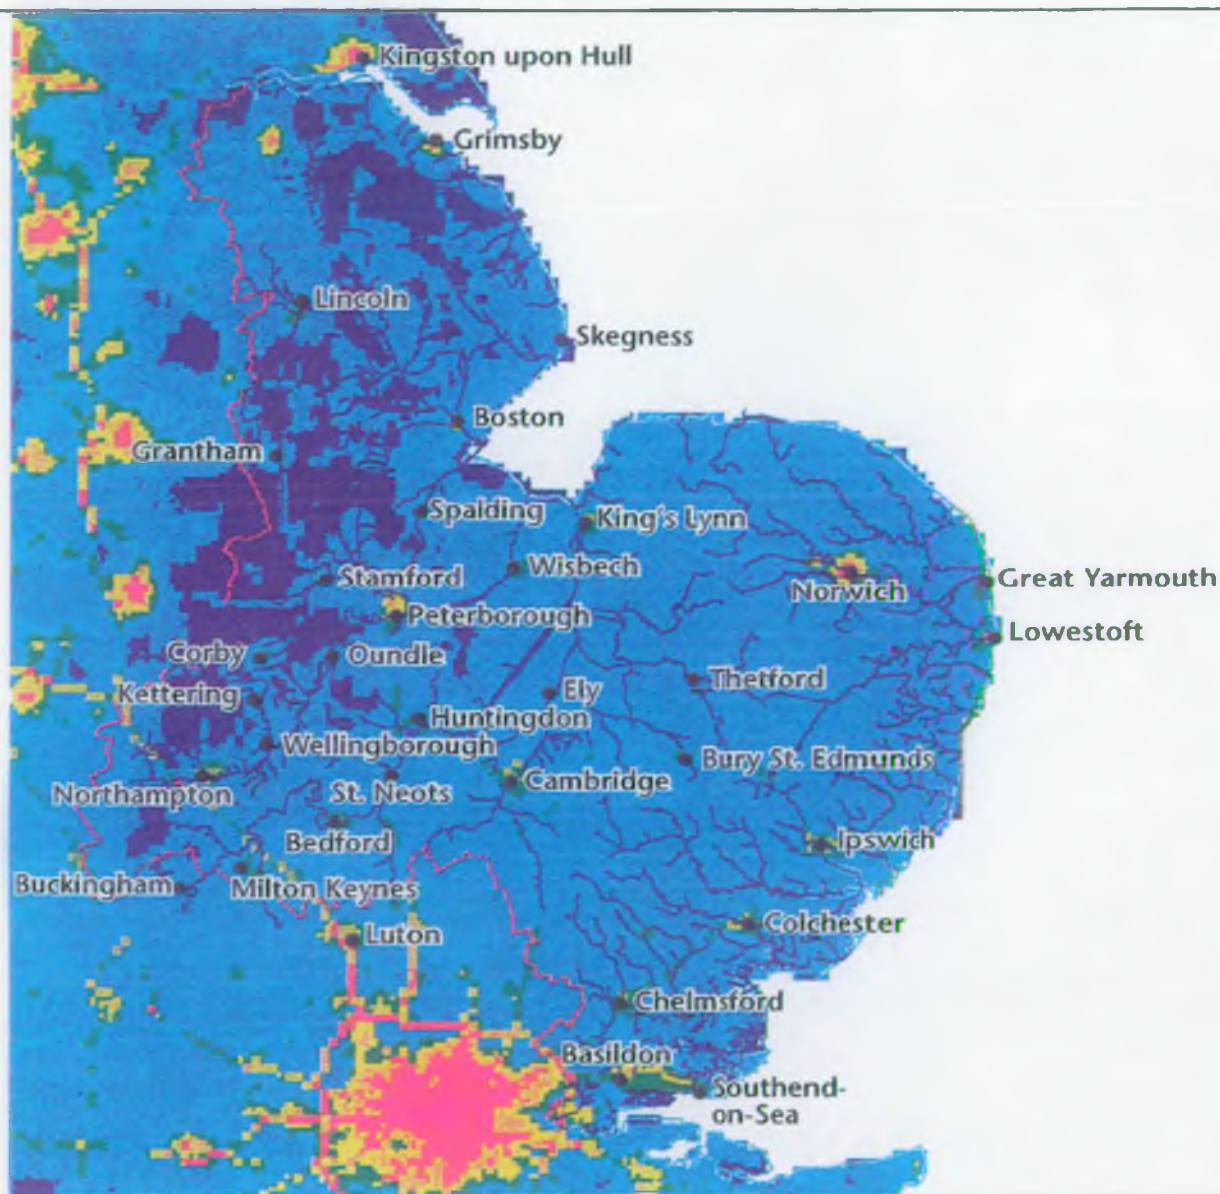 Kingston upon Hull
Grimsby
Lincoln
Skegness
Boston
Grantham
Spalding
King's Lynn
Wisbech
Stamford
Norwich
Great Yarmouth
Peterborough
Lowestoft
Corby
Oundle
Thetford
Kettering
Ely
Huntingdon
Wellingborough
Bury St. Edmunds
Cambridge
Northampton
St. Neots
Bedford
Ipswich
Buckingham
Milton Keynes
Colchester
Luton
Chelmsford
Basildon
Southend-
on-Sea